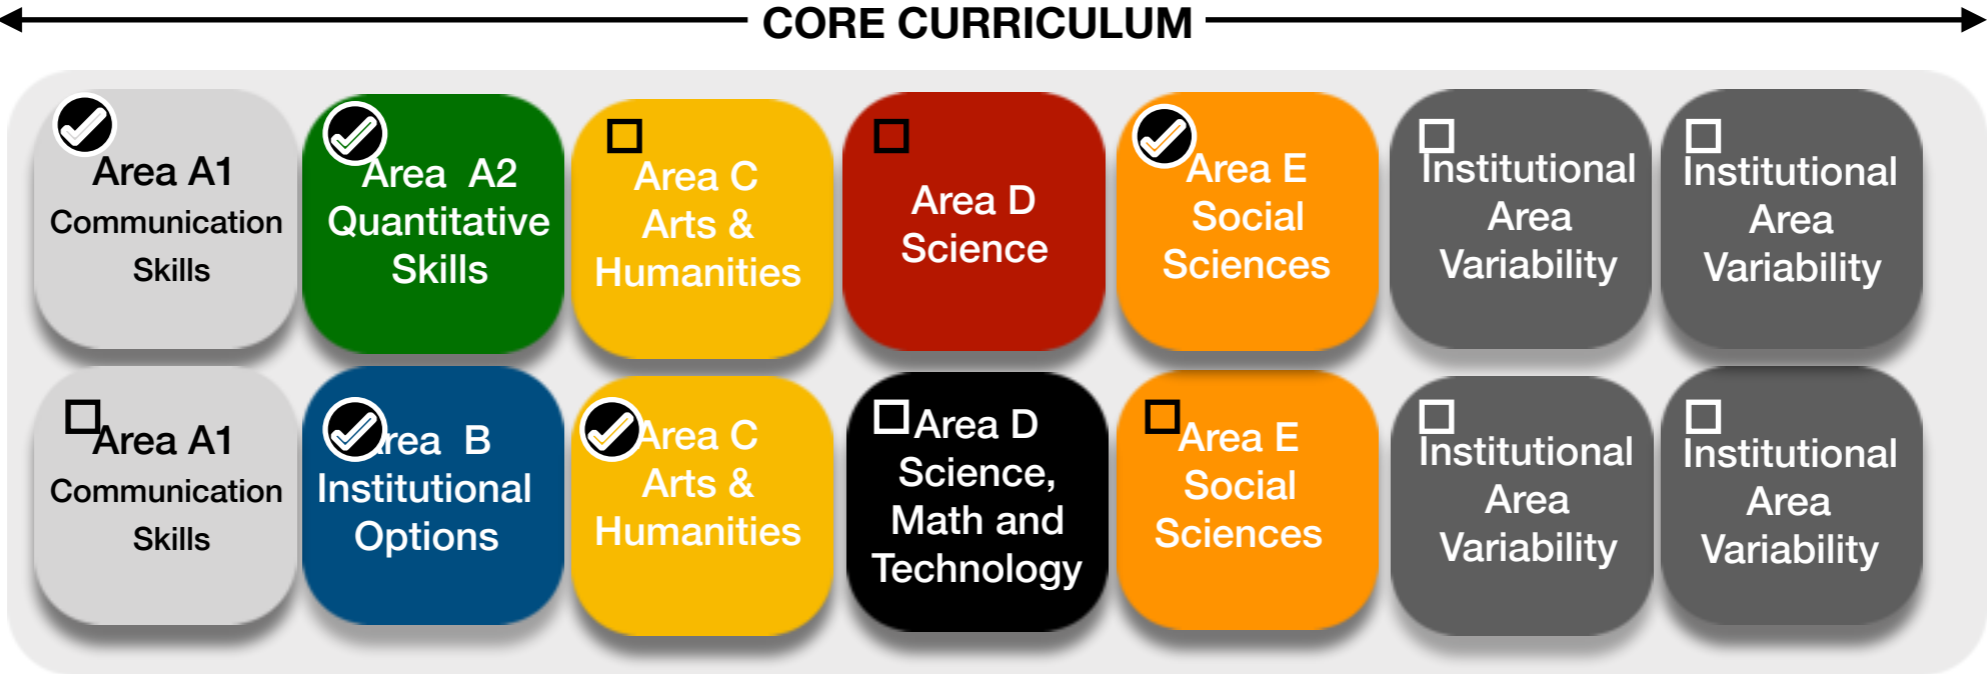 CORE CURRICULUM
Area A1
Communication
Skills
Area A2
Quantitative
Skills
Area C
Arts &
Humanities
Area D
Science
Area E
Social
Sciences
Institutional
Area
Variability
Institutional
Area
Variability
Area A1
Communication
Skills
Area B
Institutional
Options
Area C
Arts &
Humanities
Area D
Science,
Math and
Technology
Area E
Social
Sciences
Institutional
Area
Variability
Institutional
Area
Variability